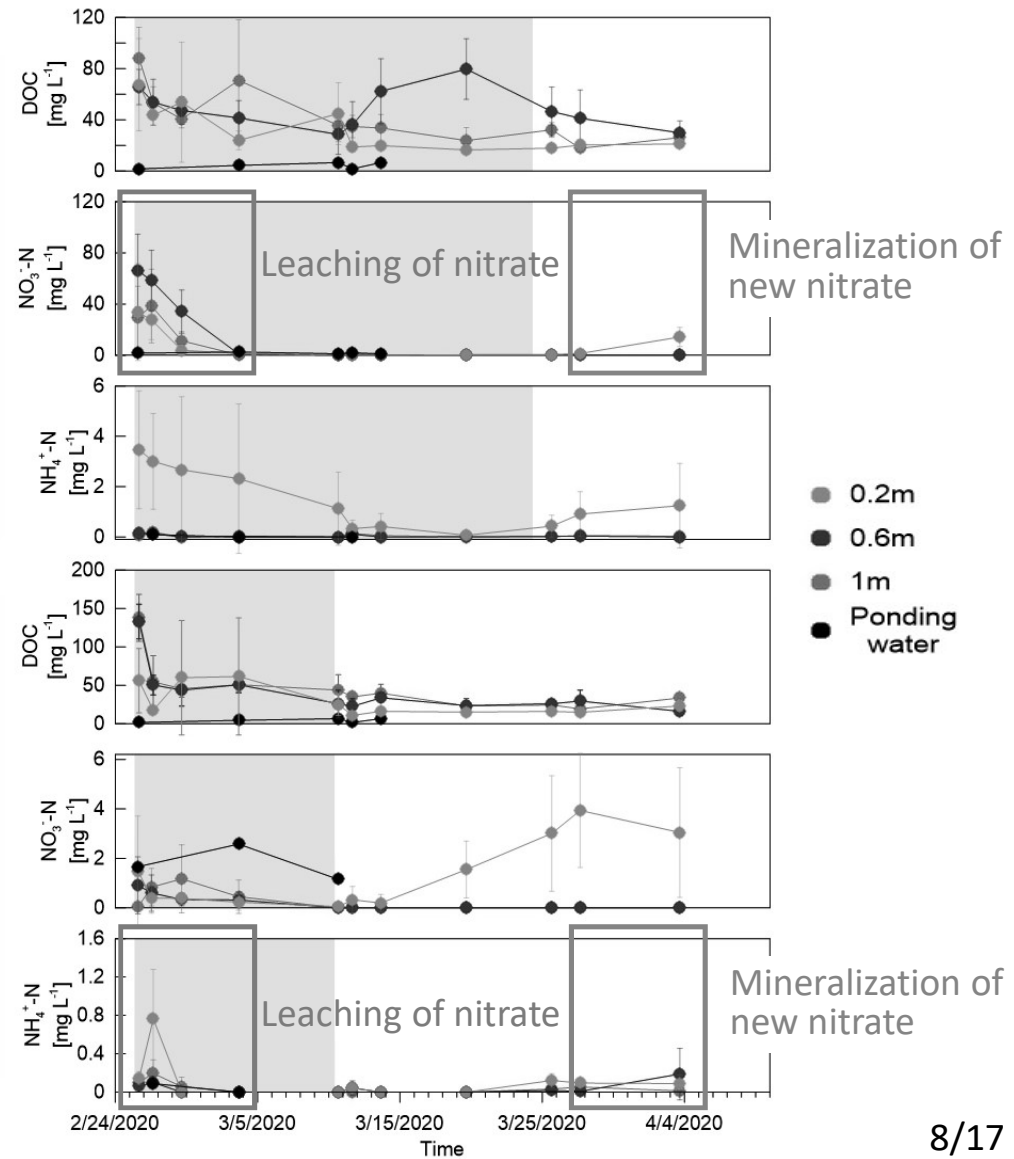 120
80
40
0
DOC
[mg L⁻¹]
120
80
40
0
NO₃⁻-N
[mg L⁻¹]
Leaching of nitrate
Mineralization of
new nitrate
6
4
2
0
NH₄⁺-N
[mg L⁻¹]
0.2m
0.6m
1m
Ponding
water
200
150
100
50
0
DOC
[mg L⁻¹]
6
4
2
0
NO₃⁻-N
[mg L⁻¹]
1.6
1.2
0.8
0.4
0
NH₄⁺-N
[mg L⁻¹]
Leaching of nitrate
Mineralization of
new nitrate
2/24/2020 3/5/2020 3/15/2020 3/25/2020 4/4/2020
Time
8/17